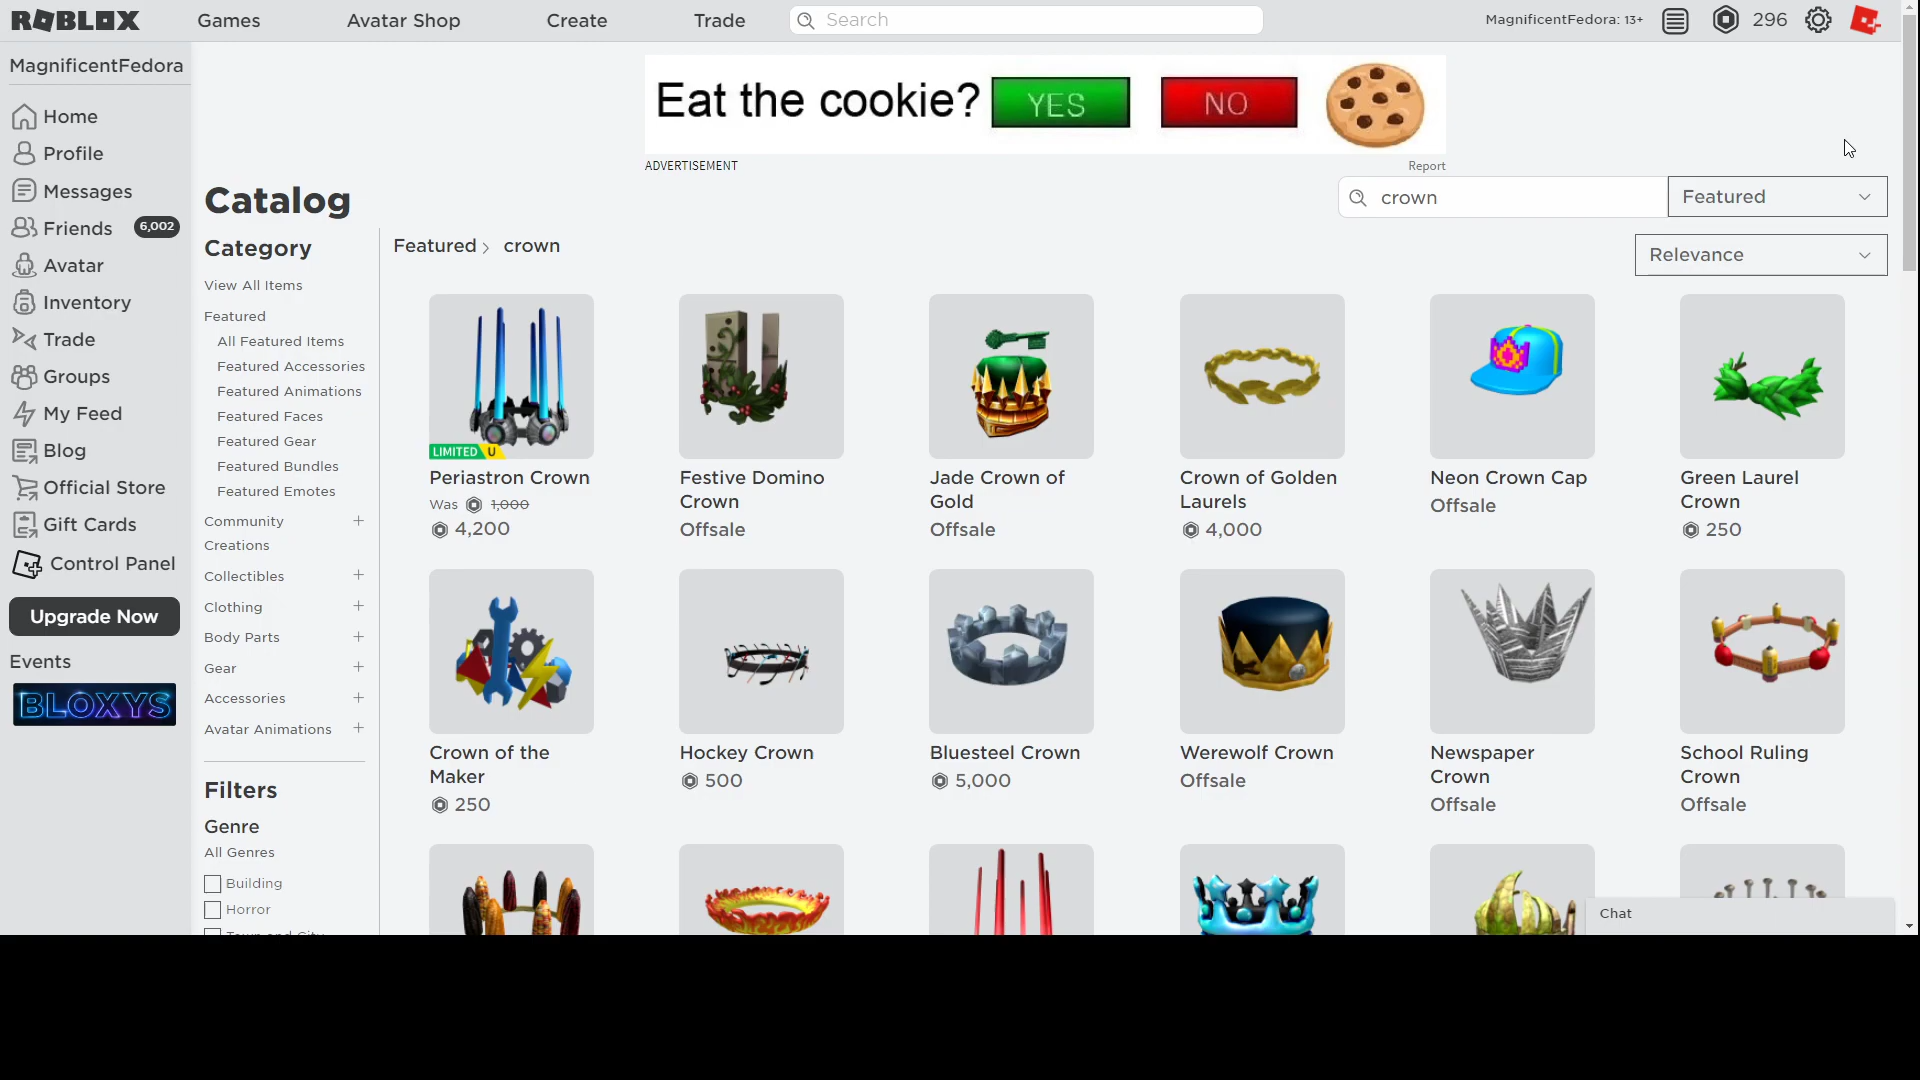 ROBLOX
Games
Avatar Shop
Create
Trade
Search
MagnificentFedora: 13+
296
MagnificentFedora
Home
Profile
Messages
Friends
6,002
Avatar
Inventory
Trade
Groups
My Feed
Blog
Official Store
Gift Cards
Control Panel
Upgrade Now
Events
BLOXYS
Eat the cookie?
YES
NO
ADVERTISEMENT
Report
Catalog
crown
Featured
Category
View All Items
Featured
All Featured Items
Featured Accessories
Featured Animations
Featured Faces
Featured Gear
Featured Bundles
Featured Emotes
Community
Creations
Collectibles
Clothing
Body Parts
Gear
Accessories
Avatar Animations
Filters
Genre
All Genres
Building
Horror
Town and City
Featured > crown
Relevance
LIMITED U
Periastron Crown
Was 1,000
4,200
Festive Domino
Crown
Offsale
Jade Crown of
Gold
Offsale
Crown of Golden
Laurels
4,000
Neon Crown Cap
Offsale
Green Laurel
Crown
250
Crown of the
Maker
250
Hockey Crown
500
Bluesteel Crown
5,000
Werewolf Crown
Offsale
Newspaper
Crown
Offsale
School Ruling
Crown
Offsale
Chat